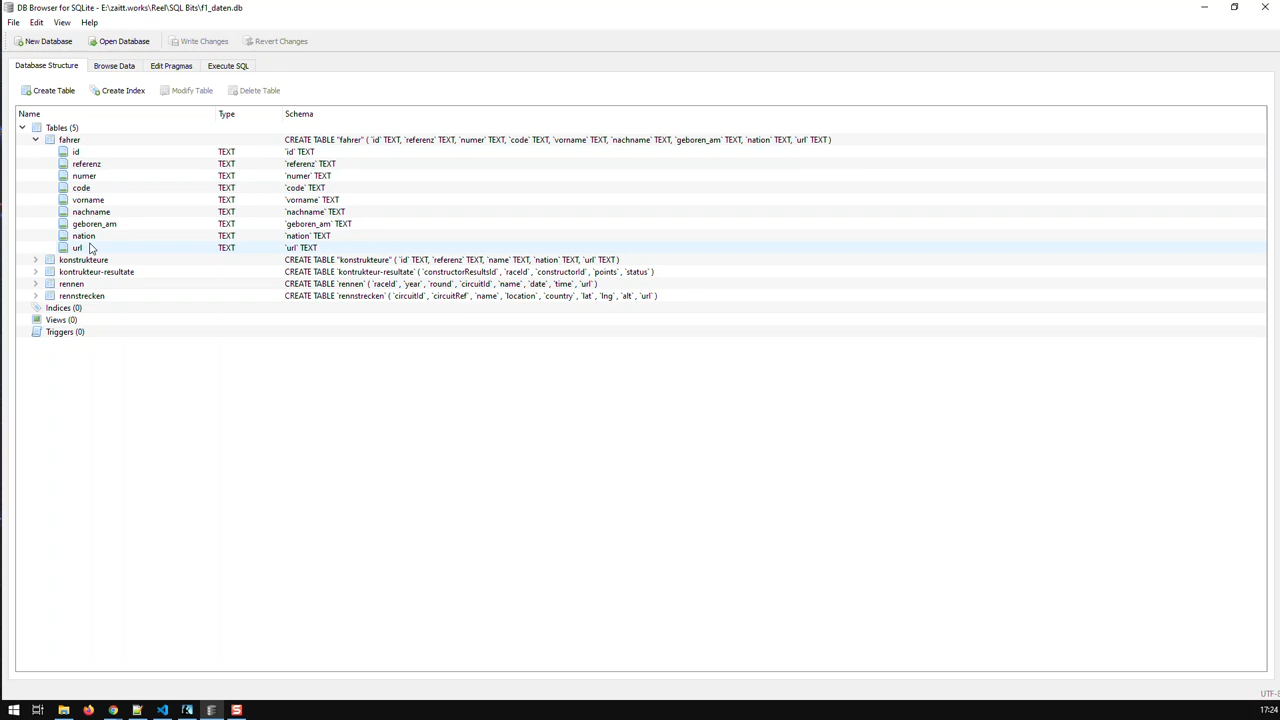 DB Browser for SQLite - E:\zaitt.works\Reel\SQL Bits\f1_daten.db
File Edit View Help
New Database Open Database Write Changes Revert Changes
Database Structure Browse Data Edit Pragmas Execute SQL
Create Table Create Index Modify Table Delete Table
Name Type Schema
Tables (5)
fahrer CREATE TABLE "fahrer" ( `id` TEXT, `referenz` TEXT, `numer` TEXT, `code` TEXT, `vorname` TEXT, `nachname` TEXT, `geboren_am` TEXT, `nation` TEXT, `url` TEXT )
id TEXT `id` TEXT
referenz TEXT `referenz` TEXT
numer TEXT `numer` TEXT
code TEXT `code` TEXT
vorname TEXT `vorname` TEXT
nachname TEXT `nachname` TEXT
geboren_am TEXT `geboren_am` TEXT
nation TEXT `nation` TEXT
url TEXT `url` TEXT
konstrukteure CREATE TABLE "konstrukteure" ( `id` TEXT, `referenz` TEXT, `name` TEXT, `nation` TEXT, `url` TEXT )
kontrukteur-resultate CREATE TABLE `kontrukteur-resultate` ( `constructorResultsId` , `raceId` , `constructorId` , `points` , `status` )
rennen CREATE TABLE `rennen` ( `raceId` , `year` , `round` , `circuitId` , `name` , `date` , `time` , `url` )
rennstrecken CREATE TABLE `rennstrecken` ( `circuitId` , `circuitRef` , `name` , `location` , `country` , `lat` , `lng` , `alt` , `url` )
Indices (0)
Views (0)
Triggers (0)
UTF-8
17:24